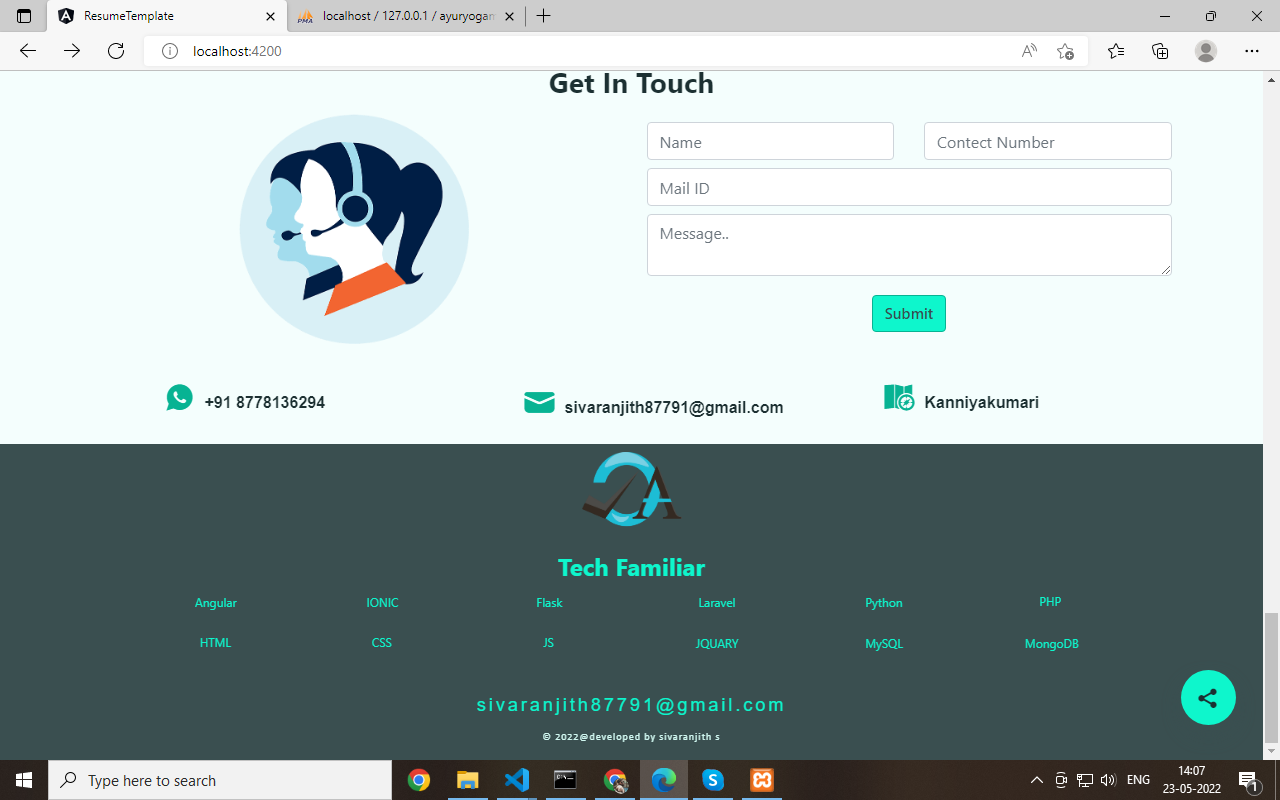 ResumeTemplate
localhost / 127.0.0.1 / ayuryogam
localhost:4200
Get In Touch
Name
Contect Number
Mail ID
Message..
Submit
+91 8778136294
sivaranjith87791@gmail.com
Kanniyakumari
A
Tech Familiar
Angular IONIC Flask Laravel Python PHP
HTML CSS JS JQUARY MySQL MongoDB
sivaranjith87791@gmail.com
© 2022@developed by sivaranjith s
Type here to search
ENG
14:07
23-05-2022
1